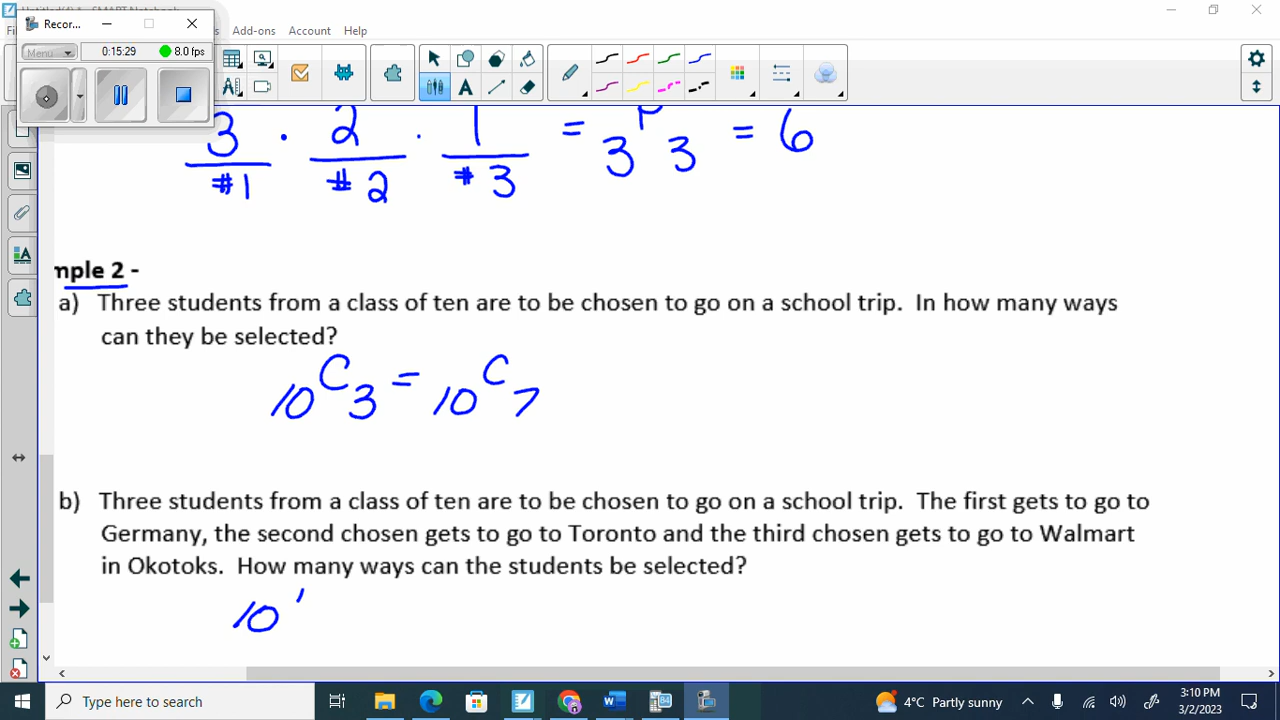 Recor...
Menu
0:15:29
8.0 fps
Add-ons Account Help
3 · 2 · 1 = 3P3 = 6
#1 #2 #3
mple 2 -
a) Three students from a class of ten are to be chosen to go on a school trip. In how many ways
can they be selected?
10C3 = 10C7
b) Three students from a class of ten are to be chosen to go on a school trip. The first gets to go to
Germany, the second chosen gets to go to Toronto and the third chosen gets to go to Walmart
in Okotoks. How many ways can the students be selected?
10
Type here to search
4°C Partly sunny
3:10 PM
3/2/2023